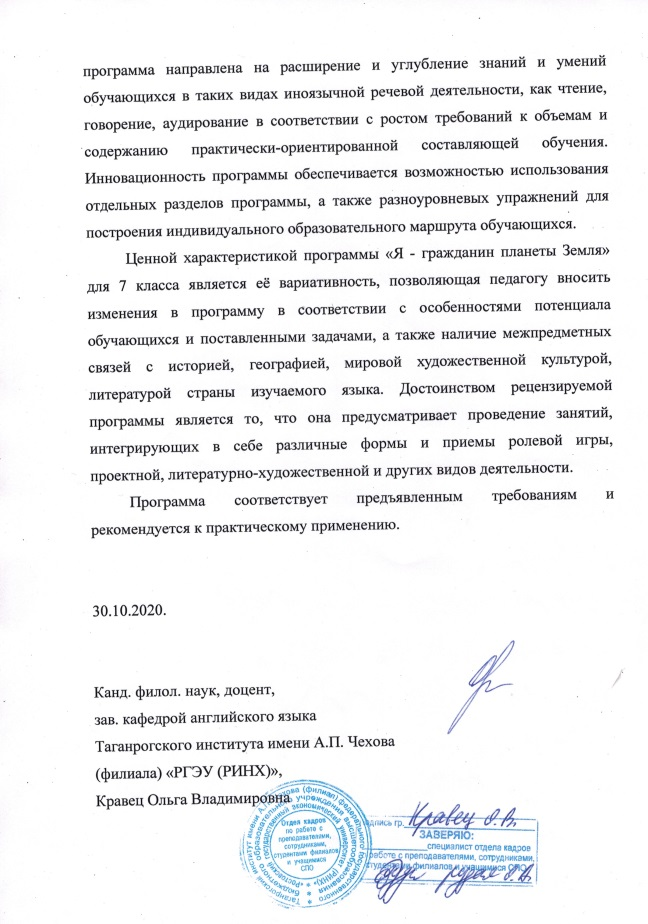 программа направлена на расширение и углубление знаний и умений
обучающихся в таких видах иноязычной речевой деятельности, как чтение,
говорение, аудирование в соответствии с ростом требований к объемам и
содержанию практически-ориентированной составляющей обучения.
Инновационность программы обеспечивается возможностью использования
отдельных разделов программы, а также разноуровневых упражнений для
построения индивидуального образовательного маршрута обучающихся.
Ценной характеристикой программы «Я - гражданин планеты Земля»
для 7 класса является её вариативность, позволяющая педагогу вносить
изменения в программу в соответствии с особенностями потенциала
обучающихся и поставленными задачами, а также наличие межпредметных
связей с историей, географией, мировой художественной культурой,
литературой страны изучаемого языка. Достоинством рецензируемой
программы является то, что она предусматривает проведение занятий,
интегрирующих в себе различные формы и приемы ролевой игры,
проектной, литературно-художественной и других видов деятельности.
Программа соответствует предъявленным требованиям и
рекомендуется к практическому применению.
30.10.2020.
Канд. филол. наук, доцент,
зав. кафедрой английского языка
Таганрогского института имени А.П. Чехова
(филиала) «РГЭУ (РИНХ)»,
Кравец Ольга Владимировна
Отдел кадров
по работе с
преподавателями,
сотрудниками,
студентами филиалов
и учащимися
СПО
гр. Кравец О.В.
ЗАВЕРЯЮ:
специалист отдела кадров
работе с преподавателями, сотрудниками,
студентами филиалов и учащимися СПО